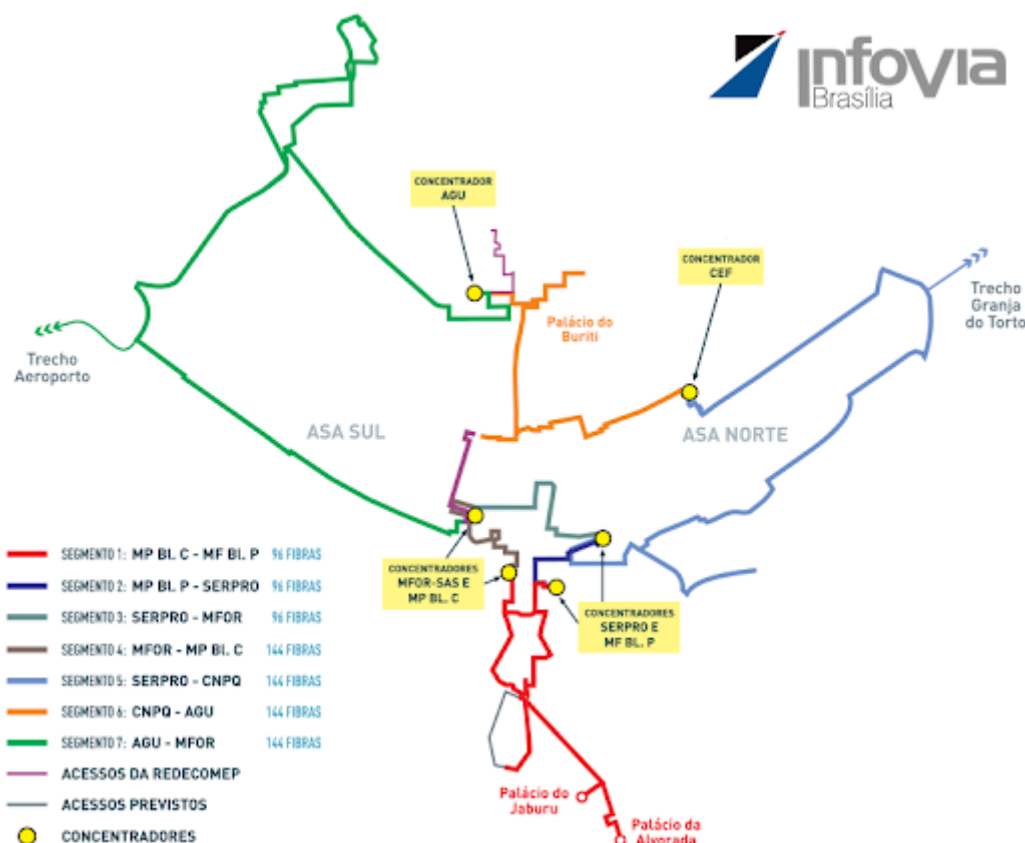 Infovia
Brasília
CONCENTRADOR
AGU
CONCENTRADOR
CEF
Trecho
Granja
do Torto
Palácio do
Buriti
Trecho
Aeroporto
ASA SUL
ASA NORTE
CONCENTRADORES
MFOR-SAS E
MP BL. C
CONCENTRADORES
SERPRO E
MF BL. P
SEGMENTO 1: MP Bl. C - MF Bl. P 96 FIBRAS
SEGMENTO 2: MP Bl. P - SERPRO 96 FIBRAS
SEGMENTO 3: SERPRO - MFOR 96 FIBRAS
SEGMENTO 4: MFOR - MP Bl. C 144 FIBRAS
SEGMENTO 5: SERPRO - CNPQ 144 FIBRAS
SEGMENTO 6: CNPQ - AGU 144 FIBRAS
SEGMENTO 7: AGU - MFOR 144 FIBRAS
ACESSOS DA REDECOMEP
ACESSOS PREVISTOS
CONCENTRADORES
Palácio do
Jaburu
Palácio da
Alvorada